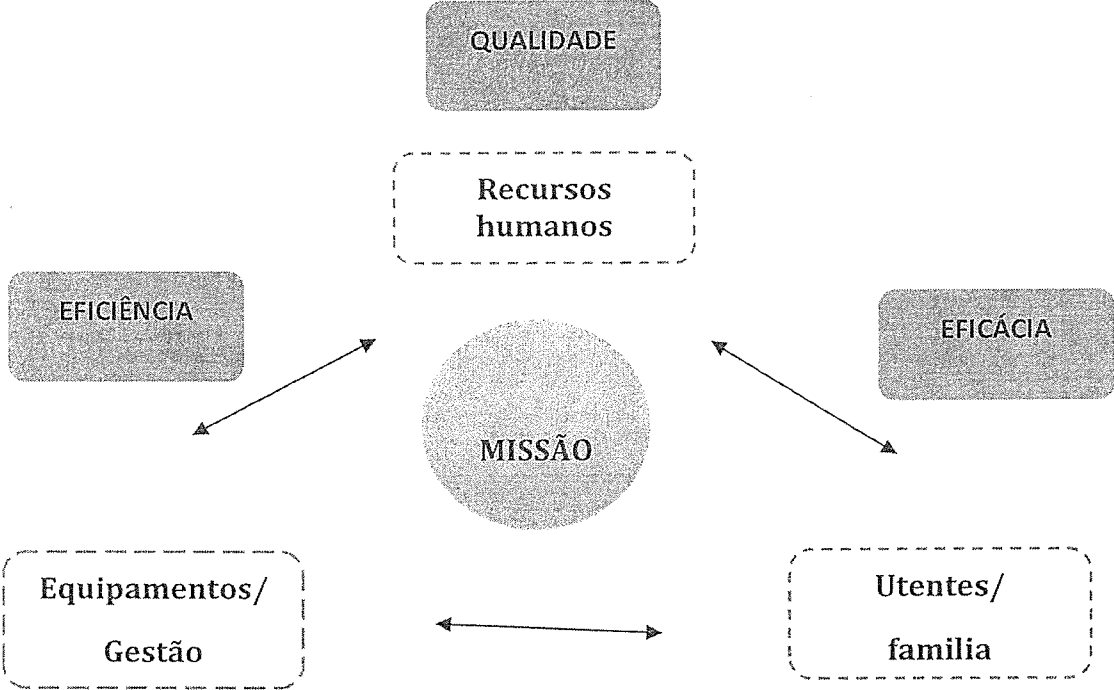 QUALIDADE
Recursos
humanos
EFICIÊNCIA
EFICÁCIA
MISSÃO
Equipamentos/
Gestão
Utentes/
familia